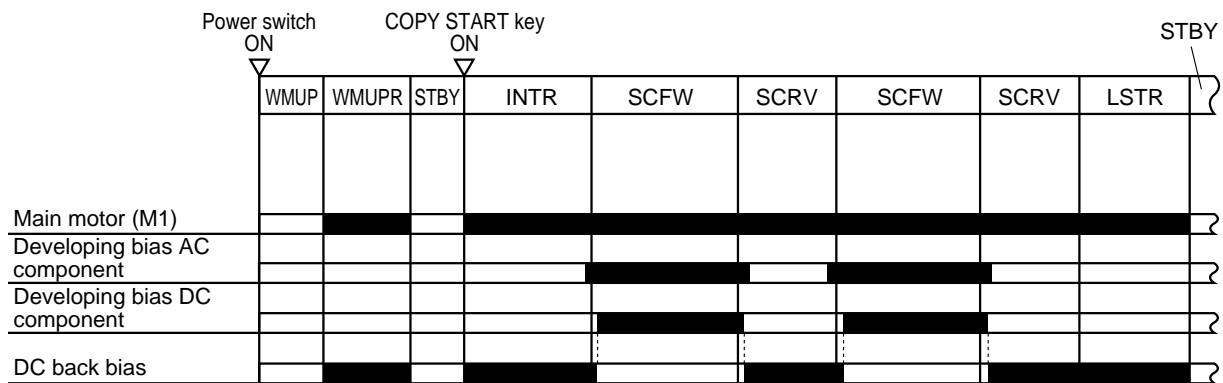 Power switch
ON
COPY START key
ON
STBY
WMUP WMUPR STBY INTR SCFW SCRV SCFW SCRV LSTR
Main motor (M1)
Developing bias AC
component
Developing bias DC
component
DC back bias